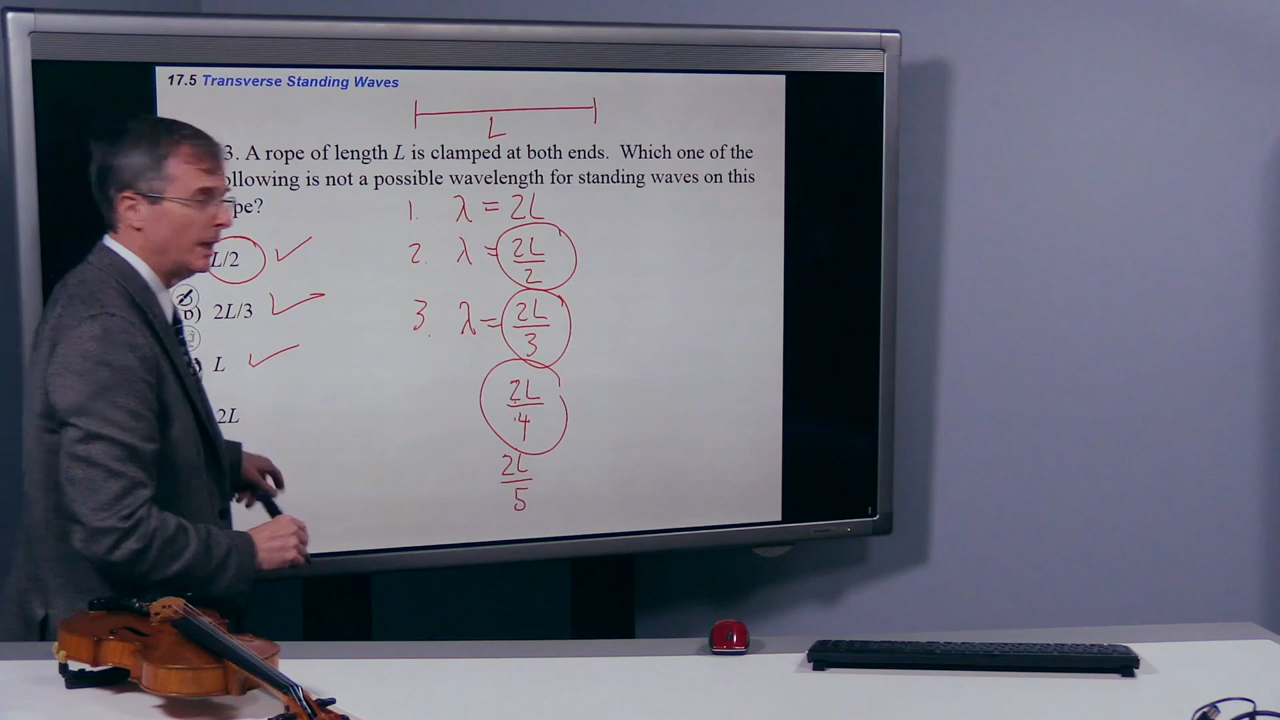 17.5 Transverse Standing Waves
L
3. A rope of length L is clamped at both ends. Which one of the
ollowing is not a possible wavelength for standing waves on this
pe?
1. λ = 2L
2. λ = 2L/2
L/2 ✓
b) 2L/3 ✓
3. λ = 2L/3
L ✓
2L/4
2L
2L/5